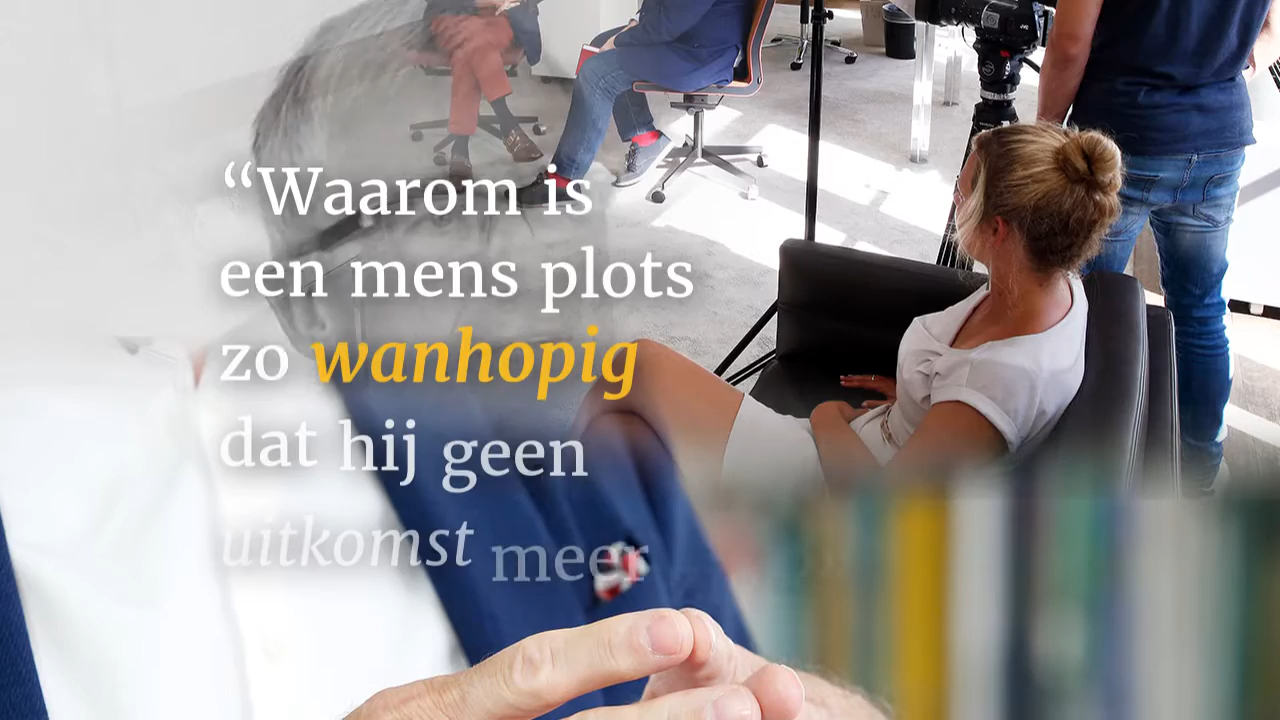 “Waarom is
een mens plots
zo wanhopig
dat hij geen
uitkomst meer